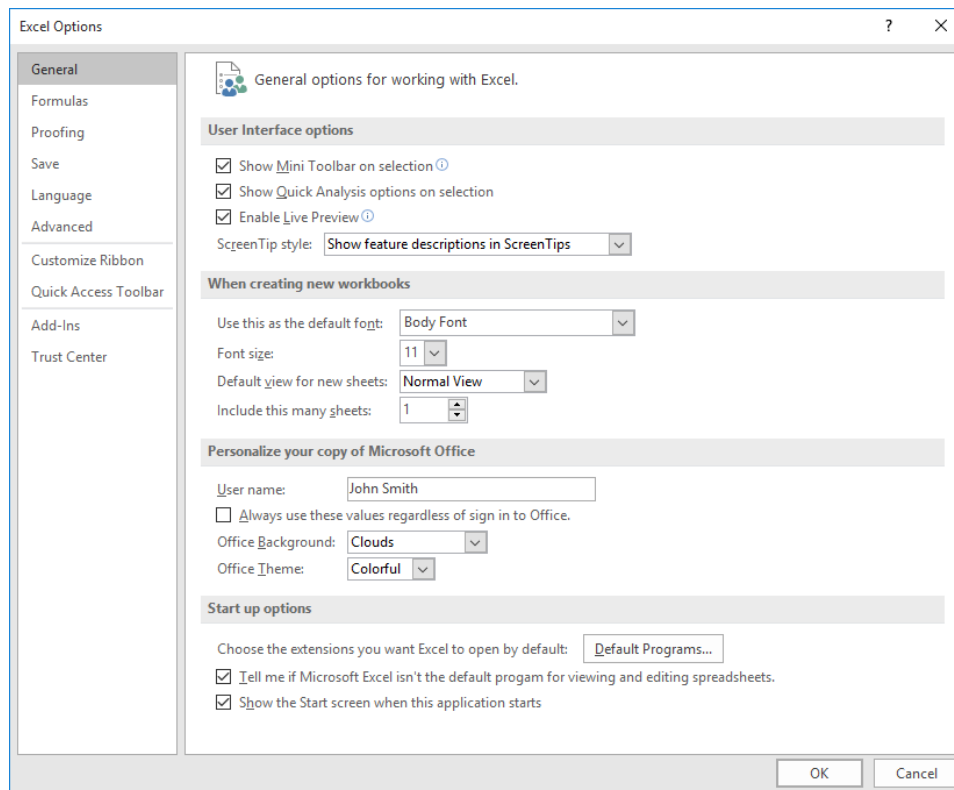 Excel Options
General
Formulas
Proofing
Save
Language
Advanced
Customize Ribbon
Quick Access Toolbar
Add-Ins
Trust Center
General options for working with Excel.
User Interface options
Show Mini Toolbar on selection
Show Quick Analysis options on selection
Enable Live Preview
ScreenTip style: Show feature descriptions in ScreenTips
When creating new workbooks
Use this as the default font: Body Font
Font size: 11
Default view for new sheets: Normal View
Include this many sheets: 1
Personalize your copy of Microsoft Office
User name: John Smith
Always use these values regardless of sign in to Office.
Office Background: Clouds
Office Theme: Colorful
Start up options
Choose the extensions you want Excel to open by default: Default Programs...
Tell me if Microsoft Excel isn't the default progam for viewing and editing spreadsheets.
Show the Start screen when this application starts
OK Cancel